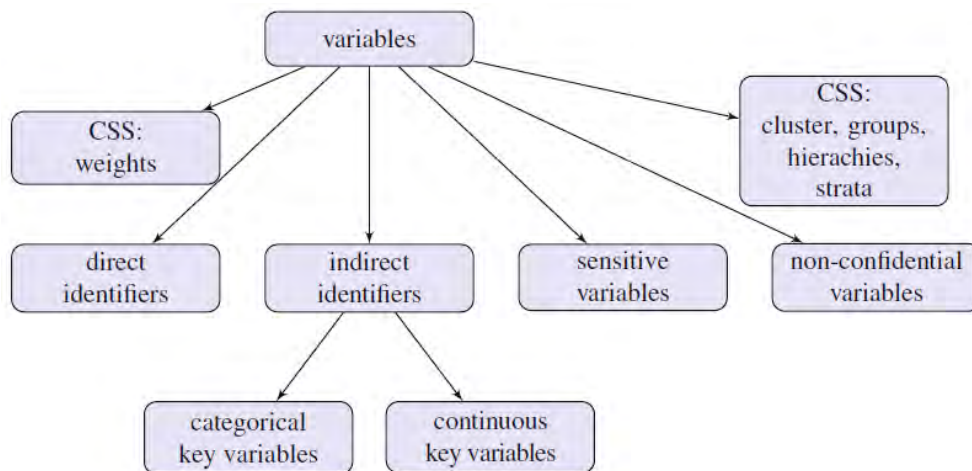 variables
CSS:
weights
CSS:
cluster, groups,
hierachies,
strata
direct
identifiers
indirect
identifiers
sensitive
variables
non-confidential
variables
categorical
key variables
continuous
key variables